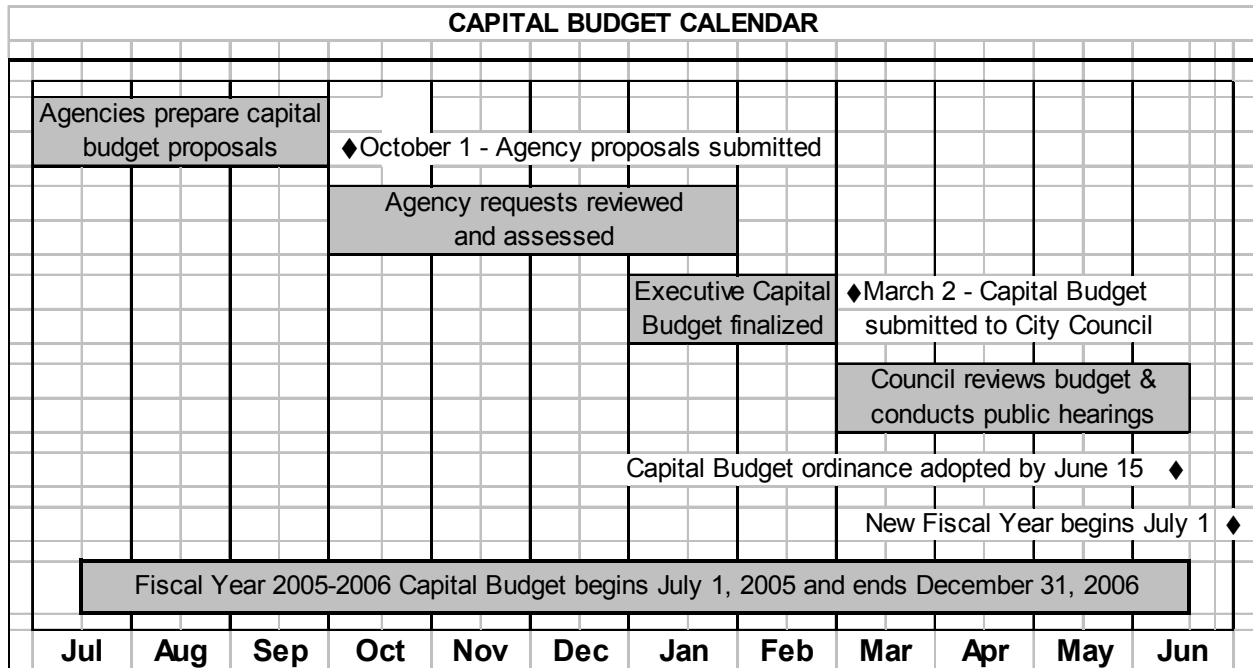 CAPITAL BUDGET CALENDAR
Agencies prepare capital
budget proposals
♦October 1 - Agency proposals submitted
Agency requests reviewed
and assessed
Executive Capital
Budget finalized
♦March 2 - Capital Budget
submitted to City Council
Council reviews budget &
conducts public hearings
Capital Budget ordinance adopted by June 15 ♦
New Fiscal Year begins July 1 ♦
Fiscal Year 2005-2006 Capital Budget begins July 1, 2005 and ends December 31, 2006
Jul Aug Sep Oct Nov Dec Jan Feb Mar Apr May Jun